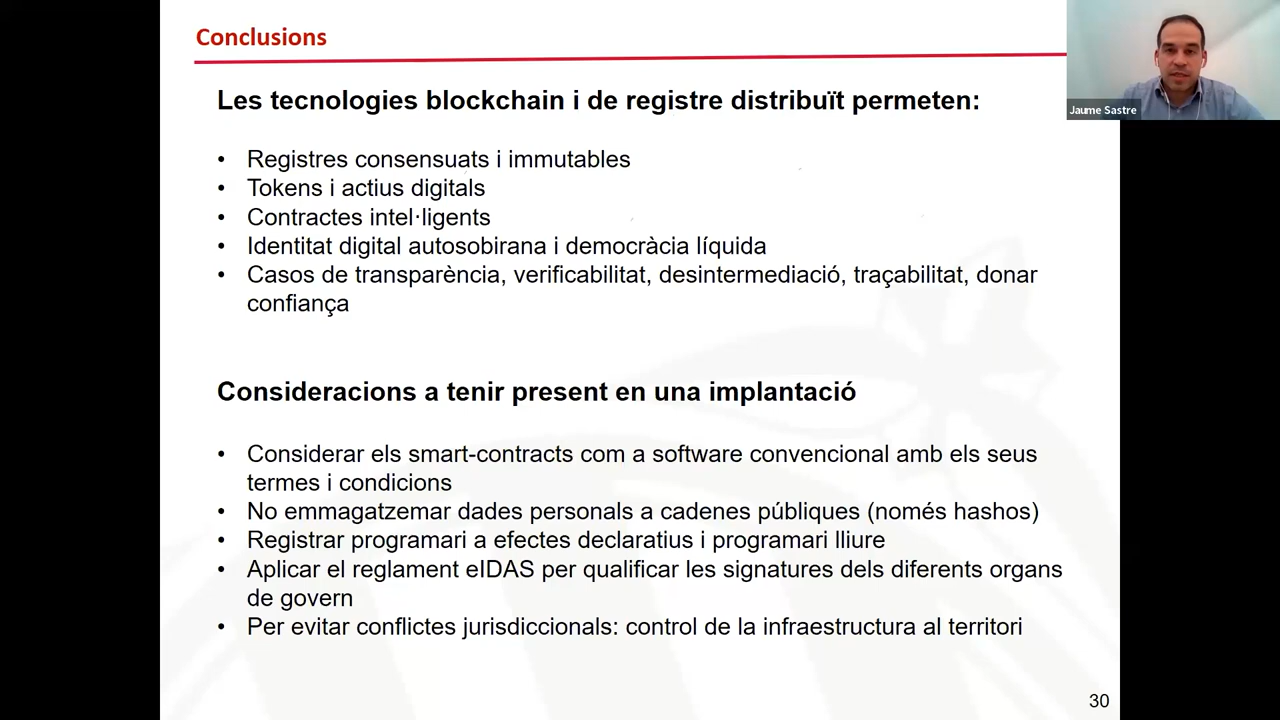 Conclusions
Jaume Sastre
Les tecnologies blockchain i de registre distribuït permeten:
• Registres consensuats i immutables
• Tokens i actius digitals
• Contractes intel·ligents
• Identitat digital autosobirana i democràcia líquida
• Casos de transparència, verificabilitat, desintermediació, traçabilitat, donar
confiança
Consideracions a tenir present en una implantació
• Considerar els smart-contracts com a software convencional amb els seus
termes i condicions
• No emmagatzemar dades personals a cadenes públiques (només hashos)
• Registrar programari a efectes declaratius i programari lliure
• Aplicar el reglament eIDAS per qualificar les signatures dels diferents organs
de govern
• Per evitar conflictes jurisdiccionals: control de la infraestructura al territori
30